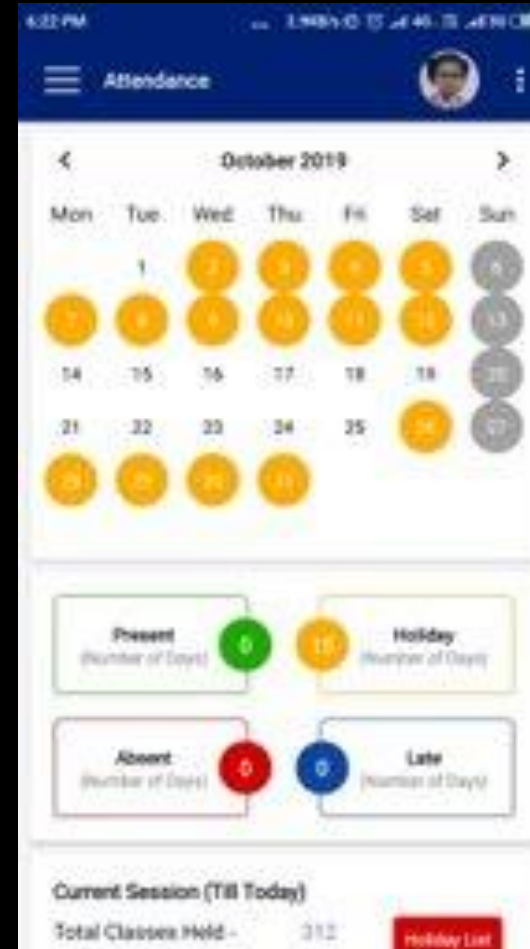 6:22 PM
Attendance
October 2019
Mon Tue Wed Thu Fri Sat Sun
1 2 3 4 5 6
7 8 9 10 11 12 13
14 15 16 17 18 19 20
21 22 23 24 25 26 27
28 29 30 31
Present
(Number of Days)
0
15
Holiday
(Number of Days)
Absent
(Number of Days)
0
0
Late
(Number of Days)
Current Session (Till Today)
Total Classes Held - 312
Holiday List